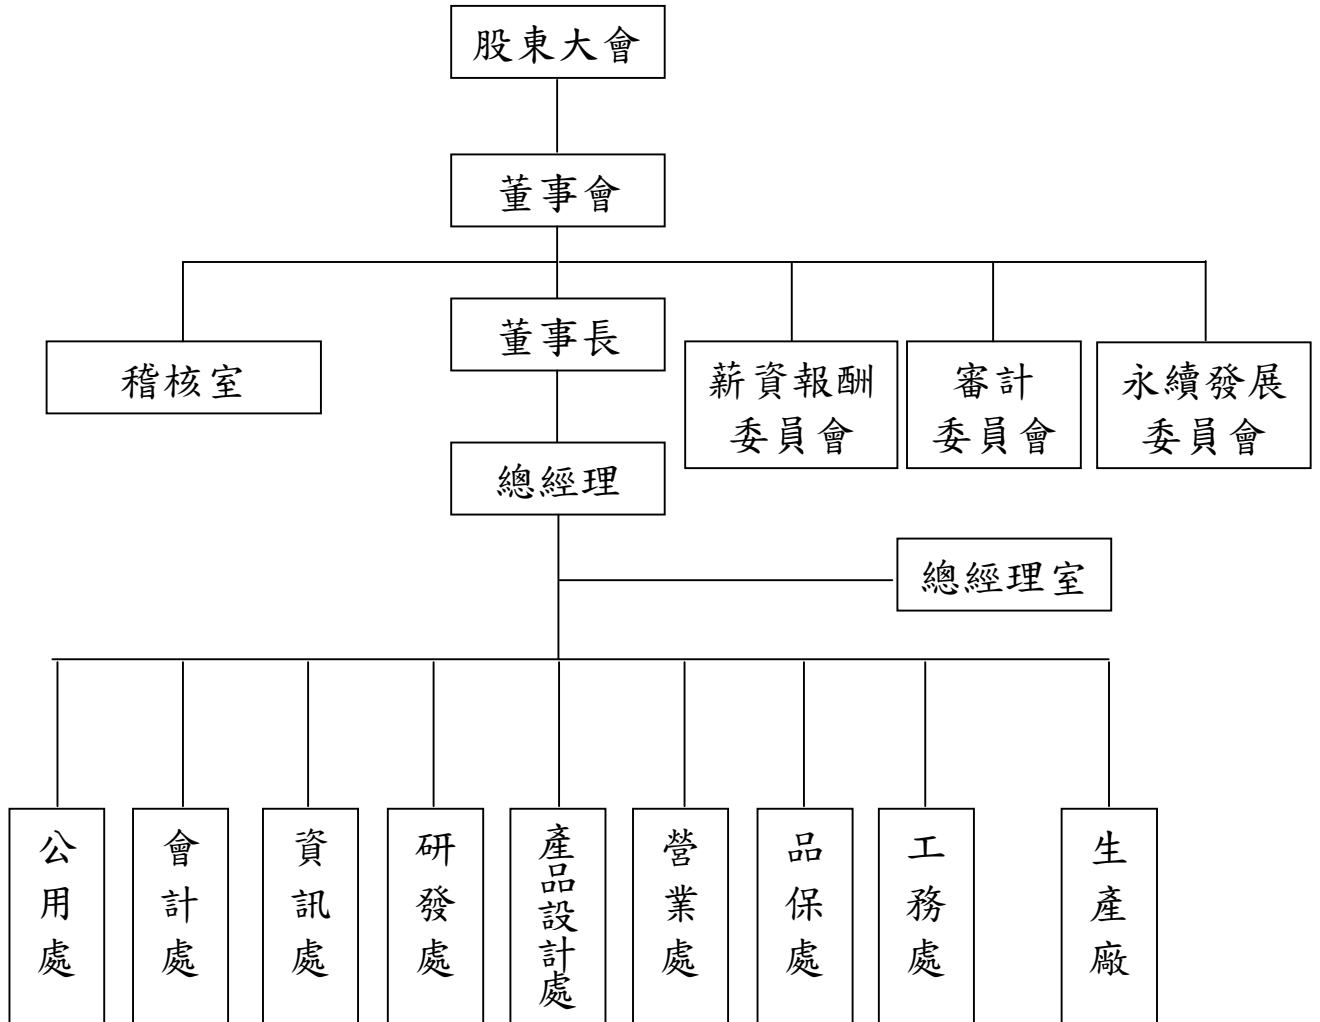 股東大會
董事會
董事長
稽核室
薪資報酬
委員會
審計
委員會
永續發展
委員會
總經理
總經理室
公用處
會計處
資訊處
研發處
產品設計處
營業處
品保處
工務處
生產廠